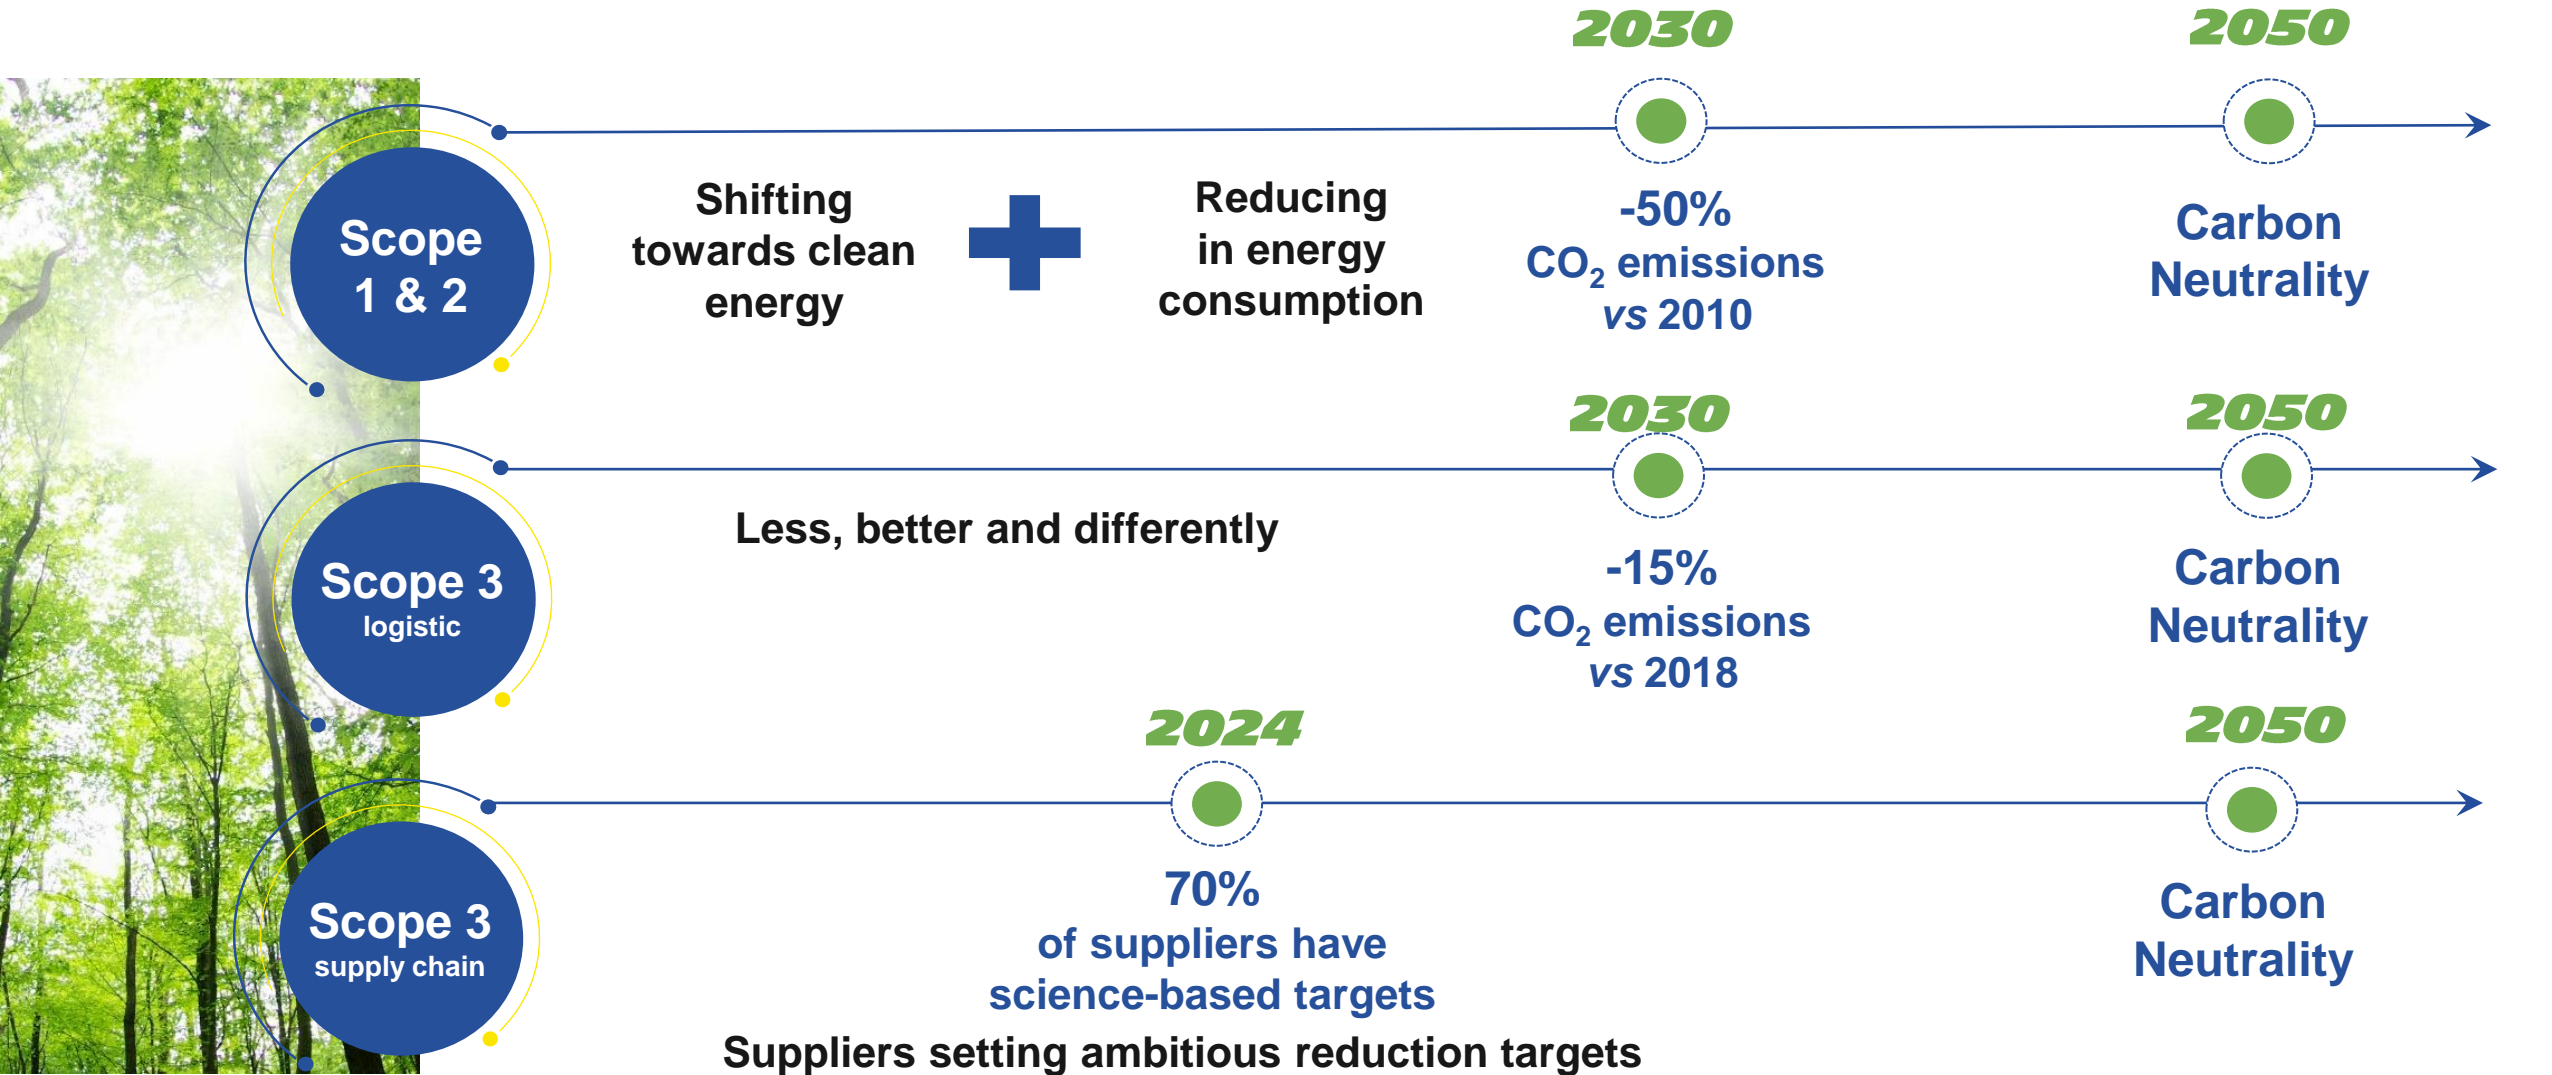 2030
2050
Scope
1 & 2
Shifting
towards clean
energy
Reducing
in energy
consumption
-50%
CO₂ emissions
vs 2010
Carbon
Neutrality
2030
2050
Scope 3
logistic
Less, better and differently
-15%
CO₂ emissions
vs 2018
Carbon
Neutrality
2024
2050
Scope 3
supply chain
70%
of suppliers have
science-based targets
Carbon
Neutrality
Suppliers setting ambitious reduction targets